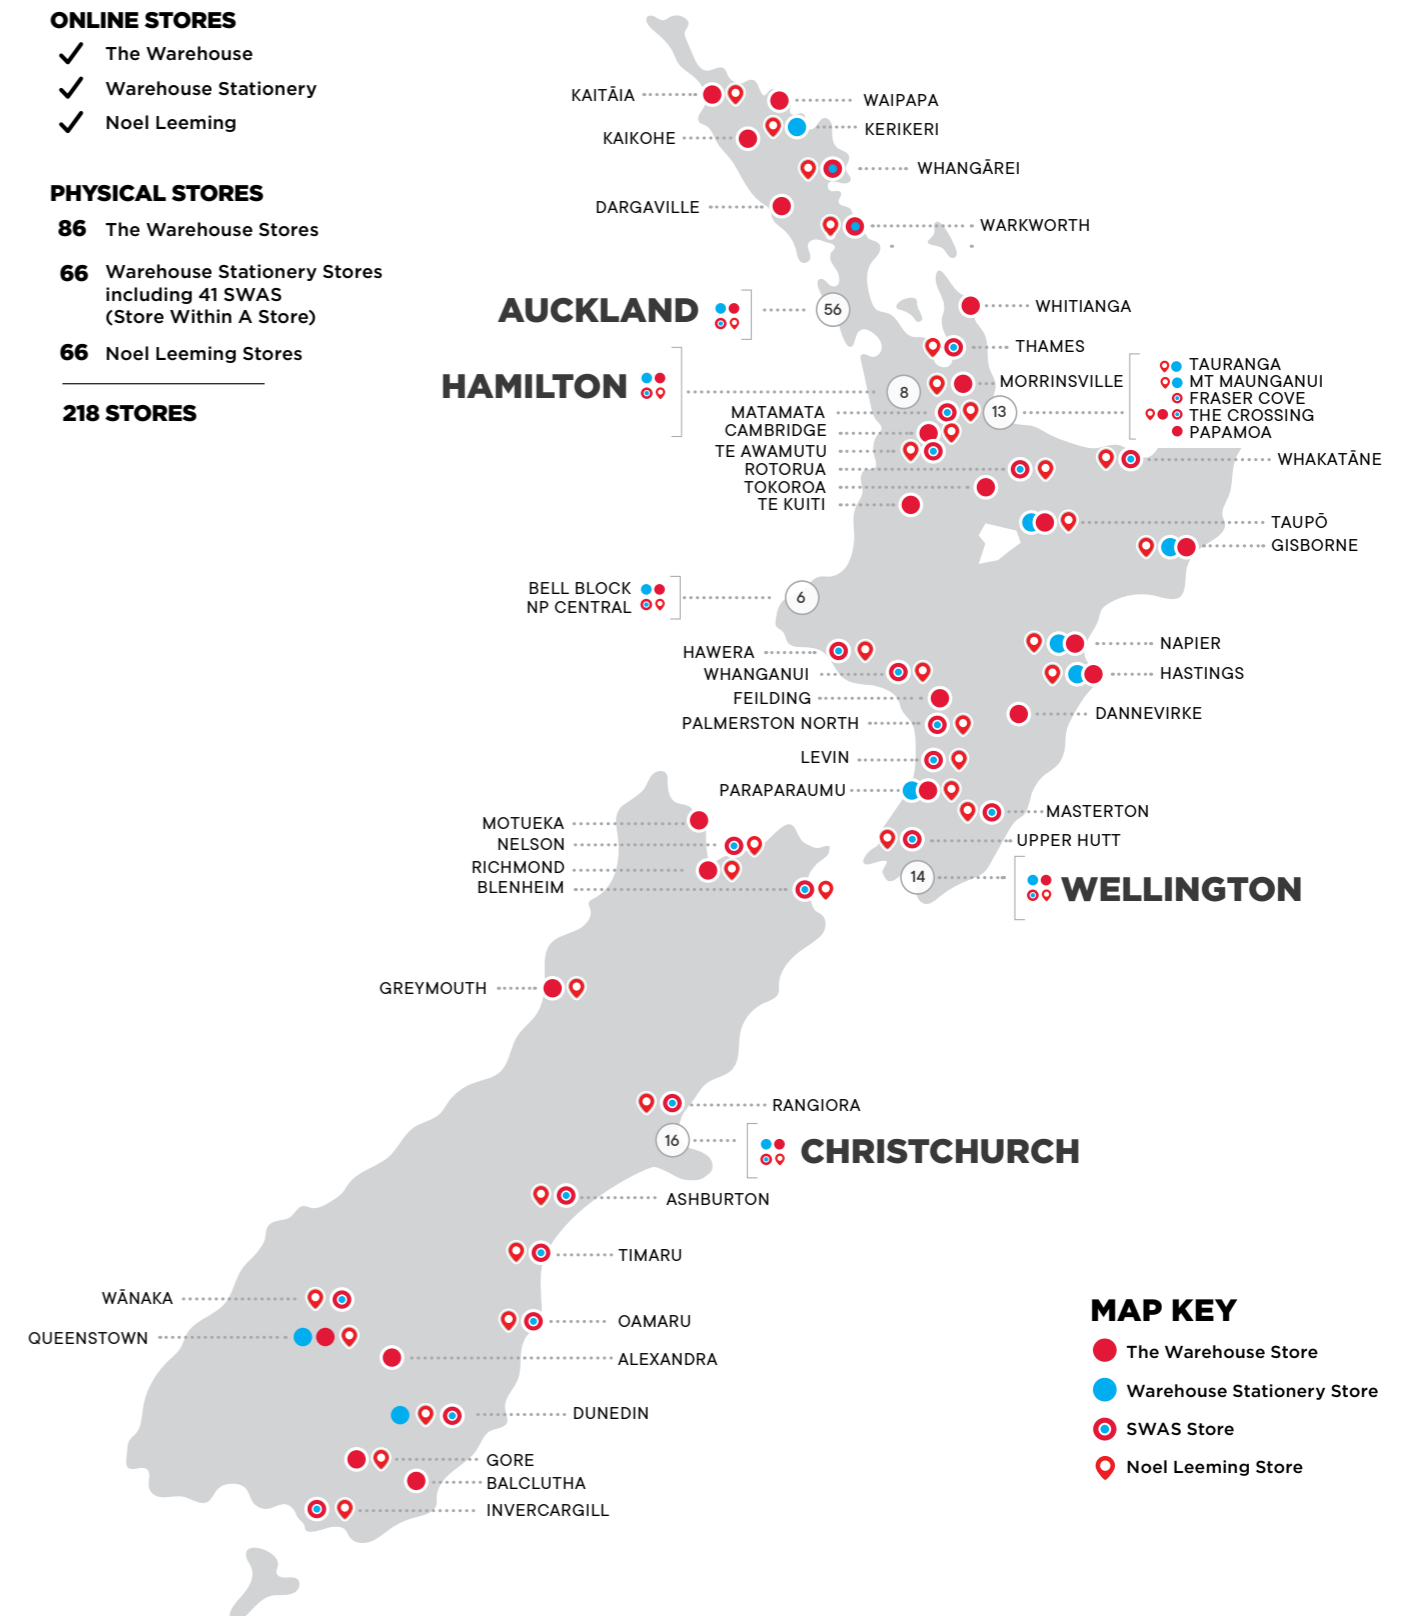 ONLINE STORES
The Warehouse
Warehouse Stationery
Noel Leeming
PHYSICAL STORES
86 The Warehouse Stores
66 Warehouse Stationery Stores
including 41 SWAS
(Store Within A Store)
66 Noel Leeming Stores
218 STORES
KAITĀIA
WAIPAPA
KERIKERI
KAIKOHE
WHANGĀREI
DARGAVILLE
WARKWORTH
AUCKLAND
56
WHITIANGA
THAMES
HAMILTON
8
MORRINSVILLE
13
TAURANGA
MT MAUNGANUI
FRASER COVE
THE CROSSING
PAPAMOA
MATAMATA
CAMBRIDGE
TE AWAMUTU
ROTORUA
TOKOROA
TE KUITI
WHAKATĀNE
TAUPŌ
GISBORNE
BELL BLOCK
NP CENTRAL
6
NAPIER
HASTINGS
HAWERA
WHANGANUI
FEILDING
PALMERSTON NORTH
DANNEVIRKE
LEVIN
PARAPARAUMU
MASTERTON
UPPER HUTT
14
WELLINGTON
MOTUEKA
NELSON
RICHMOND
BLENHEIM
GREYMOUTH
RANGIORA
16
CHRISTCHURCH
ASHBURTON
TIMARU
WĀNAKA
OAMARU
QUEENSTOWN
ALEXANDRA
DUNEDIN
GORE
BALCLUTHA
INVERCARGILL
MAP KEY
The Warehouse Store
Warehouse Stationery Store
SWAS Store
Noel Leeming Store